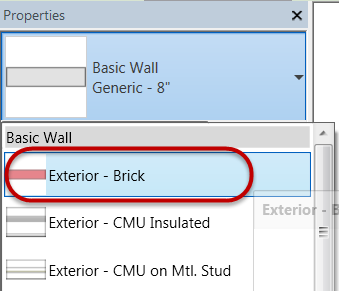 Properties
Basic Wall
Generic - 8"
Basic Wall
Exterior - Brick
Exterior - B
Exterior - CMU Insulated
Exterior - CMU on Mtl. Stud